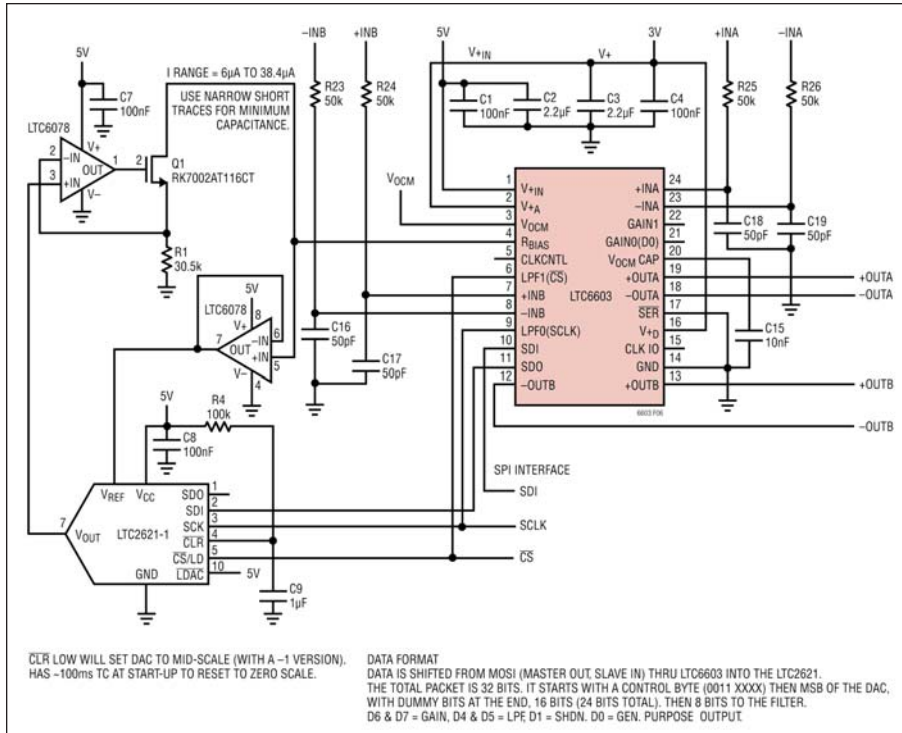 −INB
+INB
5V
V+IN
V+
3V
+INA
−INA
5V
I RANGE = 6µA TO 38.4µA
USE NARROW SHORT
TRACES FOR MINIMUM
CAPACITANCE.
R23
50k
R24
50k
R25
50k
R26
50k
C7
100nF
C1
100nF
C2
2.2µF
C3
2.2µF
C4
100nF
LTC6078
V+
2
−IN
OUT
1
3
+IN
V−
2
Q1
RK7002AT116CT
VOCM
R1
30.5k
1
V+IN
2
V+A
3
VOCM
4
RBIAS
5
CLKCNTL
6
LPF1(CS)
7
+INB
8
−INB
9
LPF0(SCLK)
10
SDI
11
SDO
12
−OUTB
LTC6603
+INA
24
−INA
23
GAIN1
22
GAIN0(D0)
21
VOCM CAP
20
+OUTA
19
−OUTA
18
SER
17
V+D
16
CLK IO
15
GND
14
+OUTB
13
6603 F06
C18
50pF
C19
50pF
+OUTA
−OUTA
C15
10nF
+OUTB
−OUTB
5V
LTC6078
V+
8
7
OUT
−IN
6
+IN
5
V−
4
C16
50pF
C17
50pF
5V
R4
100k
C8
100nF
VREF
VCC
SDO
1
SDI
2
SCK
3
CLR
4
CS/LD
5
LDAC
10
5V
7
VOUT
LTC2621-1
GND
C9
1µF
SPI INTERFACE
SDI
SCLK
CS
CLR LOW WILL SET DAC TO MID-SCALE (WITH A −1 VERSION).
HAS ~100ms TC AT START-UP TO RESET TO ZERO SCALE.
DATA FORMAT
DATA IS SHIFTED FROM MOSI (MASTER OUT, SLAVE IN) THRU LTC6603 INTO THE LTC2621.
THE TOTAL PACKET IS 32 BITS. IT STARTS WITH A CONTROL BYTE (0011 XXXX) THEN MSB OF THE DAC,
WITH DUMMY BITS AT THE END, 16 BITS (24 BITS TOTAL). THEN 8 BITS TO THE FILTER.
D6 & D7 = GAIN, D4 & D5 = LPF, D1 = SHDN. D0 = GEN. PURPOSE OUTPUT.